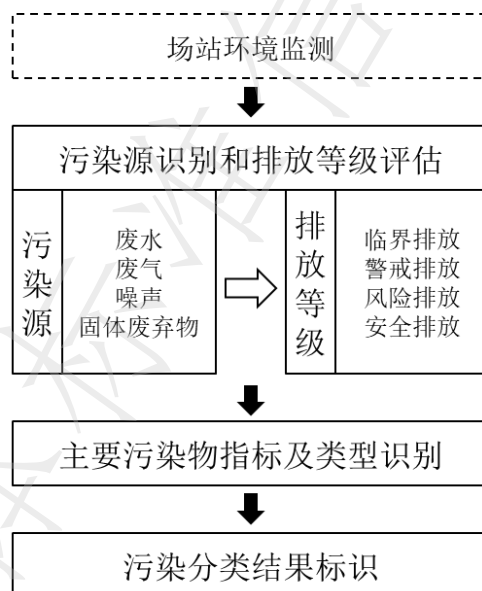 场站环境监测
污染源识别和排放等级评估
污染源
废水
废气
噪声
固体废弃物
排放等级
临界排放
警戒排放
风险排放
安全排放
主要污染物指标及类型识别
污染分类结果标识